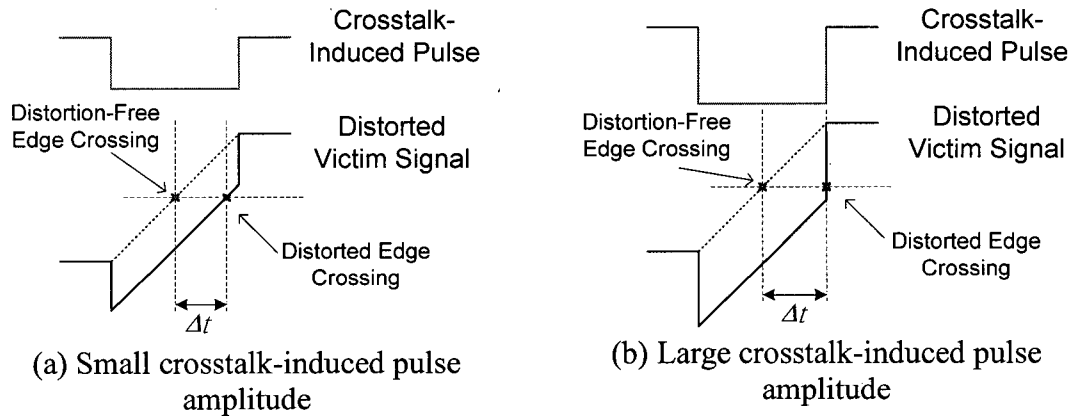 Crosstalk-
Induced Pulse
Distortion-Free
Edge Crossing
Distorted
Victim Signal
Distorted Edge
Crossing
Δt
(a) Small crosstalk-induced pulse
amplitude
Crosstalk-
Induced Pulse
Distortion-Free
Edge Crossing
Distorted
Victim Signal
Distorted Edge
Crossing
Δt
(b) Large crosstalk-induced pulse
amplitude